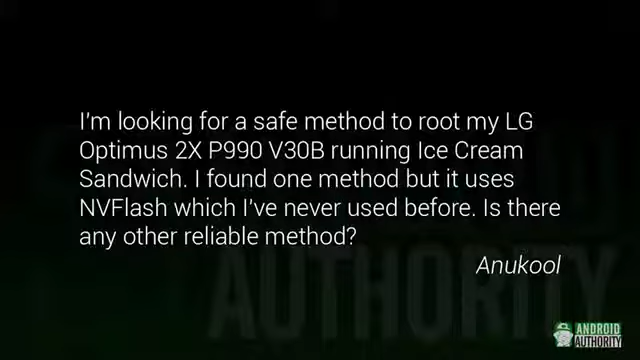 I'm looking for a safe method to root my LG
Optimus 2X P990 V30B running Ice Cream
Sandwich. I found one method but it uses
NVFlash which I've never used before. Is there
any other reliable method?
Anukool
AUTHORITY
ANDROID
AUTHORITY